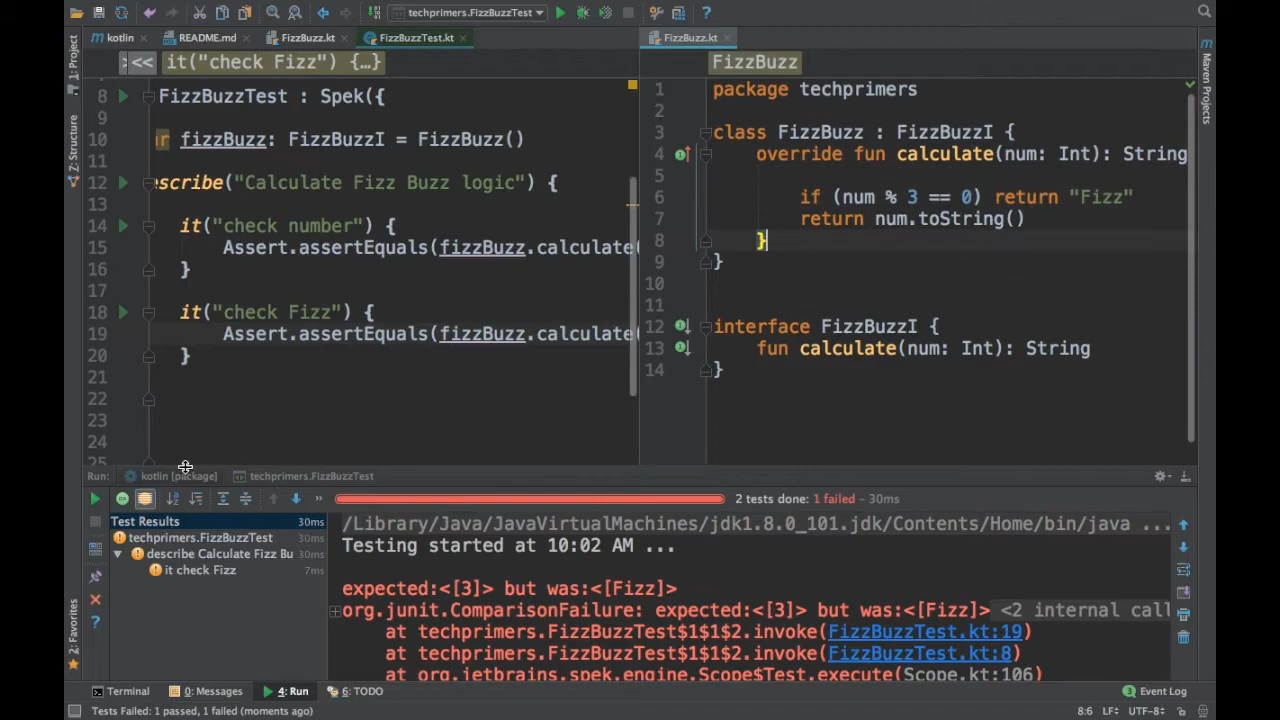 techprimers.FizzBuzzTest
kotlin README.md FizzBuzz.kt FizzBuzzTest.kt FizzBuzz.kt
<< it("check Fizz") {…}
FizzBuzz
1: Project
Z: Structure
2: Favorites
Maven Projects
8 FizzBuzzTest : Spek({
9
10 fizzBuzz: FizzBuzzI = FizzBuzz()
11
12 scribe("Calculate Fizz Buzz logic") {
13
14 it("check number") {
15 Assert.assertEquals(fizzBuzz.calculate(
16 }
17
18 it("check Fizz") {
19 Assert.assertEquals(fizzBuzz.calculate(
20 }
21
22
23
24
25
1 package techprimers
2
3 class FizzBuzz : FizzBuzzI {
4 override fun calculate(num: Int): String
5
6 if (num % 3 == 0) return "Fizz"
7 return num.toString()
8 }
9 }
10
11
12 interface FizzBuzzI {
13 fun calculate(num: Int): String
14 }
Run: kotlin [package] techprimers.FizzBuzzTest
2 tests done: 1 failed – 30ms
Test Results 30ms
techprimers.FizzBuzzTest 30ms
describe Calculate Fizz Bu 30ms
it check Fizz 7ms
/Library/Java/JavaVirtualMachines/jdk1.8.0_101.jdk/Contents/Home/bin/java ...
Testing started at 10:02 AM ...
expected:<[3]> but was:<[Fizz]>
org.junit.ComparisonFailure: expected:<[3]> but was:<[Fizz]> <2 internal call
at techprimers.FizzBuzzTest$1$1$2.invoke(FizzBuzzTest.kt:19)
at techprimers.FizzBuzzTest$1$1$2.invoke(FizzBuzzTest.kt:8)
at org.jetbrains.spek.engine.Scope$Test.execute(Scope.kt:106)
Terminal 0: Messages 4: Run 6: TODO Event Log
Tests Failed: 1 passed, 1 failed (moments ago) 8:6 LF÷ UTF-8÷